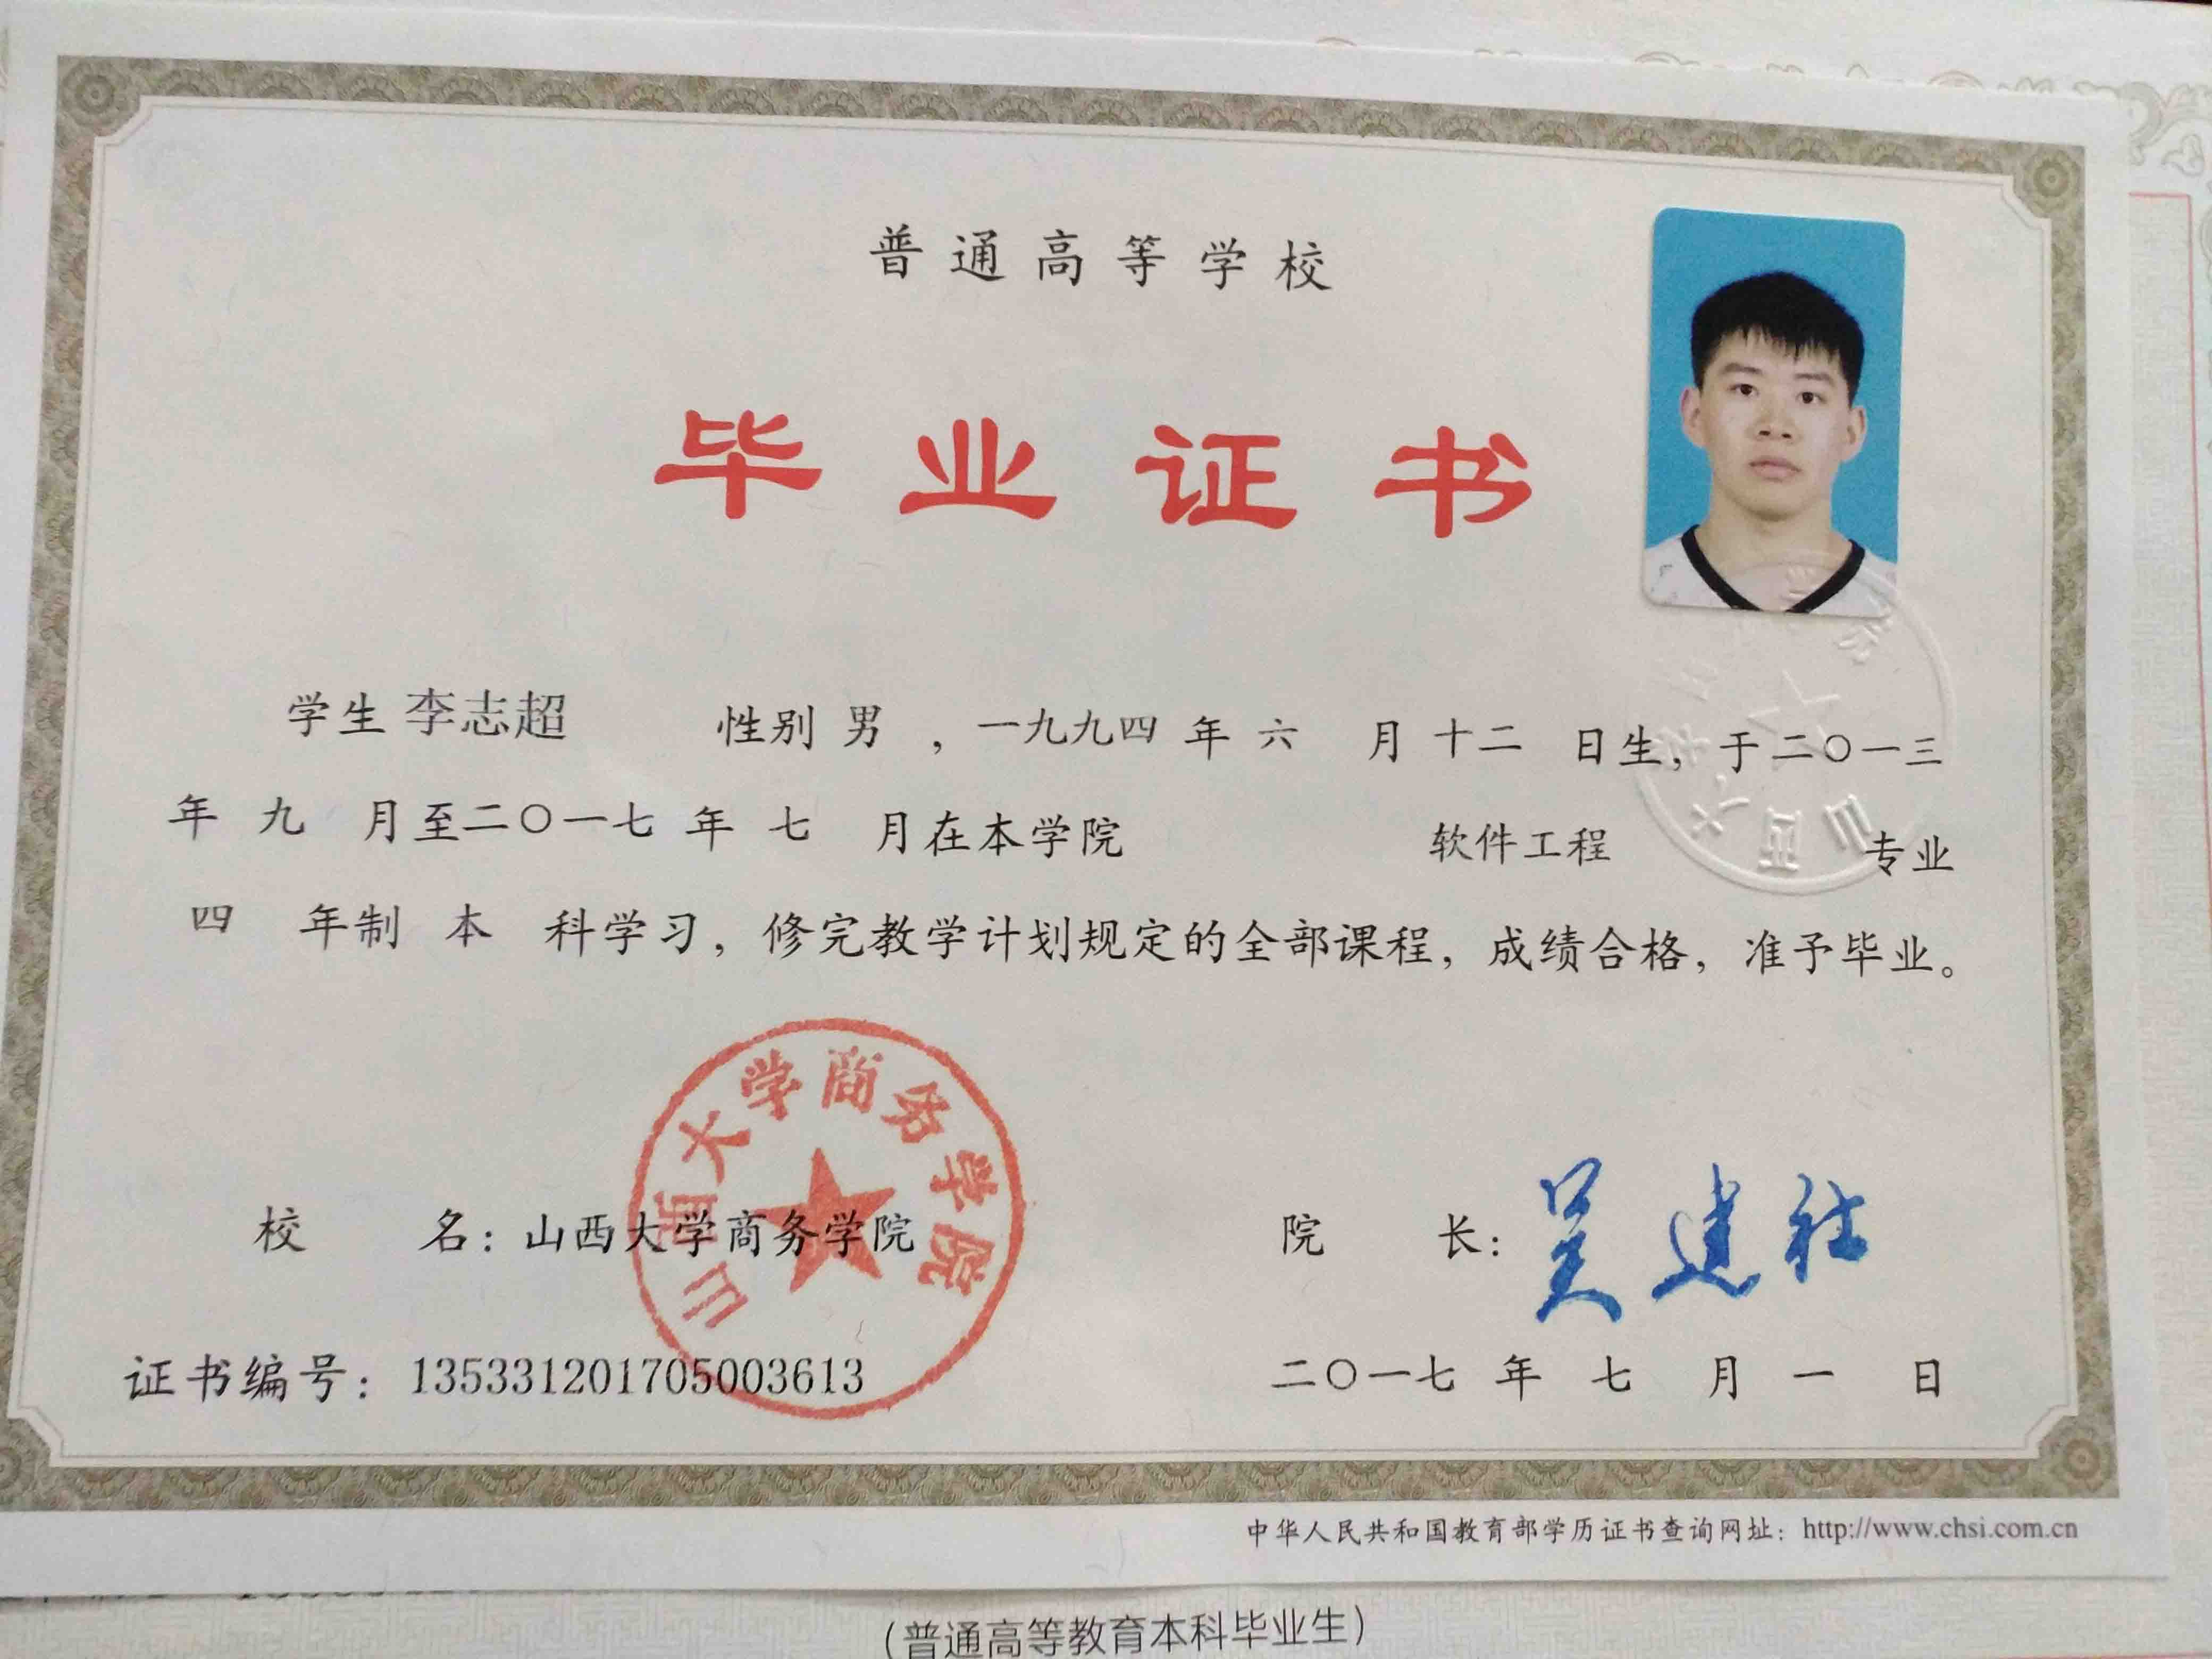 普通高等学校
毕业证书
学生 李志超 性别 男 ，一九九四 年 六 月 十二 日生，于二〇一三
年 九 月至二〇一七 年 七 月在本学院 软件工程 专业
四 年制 本 科学习，修完教学计划规定的全部课程，成绩合格，准予毕业。
山西大学商务学院
校 名：山西大学商务学院 院 长：吴建社
证书编号：135331201705003613 二〇一七 年 七 月 一 日
中华人民共和国教育部学历证书查询网址：http://www.chsi.com.cn
（普通高等教育本科毕业生）